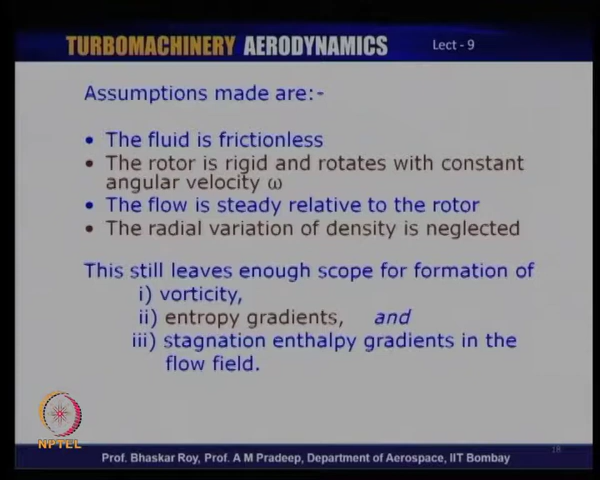 TURBOMACHINERY AERODYNAMICS Lect - 9
Assumptions made are:-
• The fluid is frictionless
• The rotor is rigid and rotates with constant
angular velocity ω
• The flow is steady relative to the rotor
• The radial variation of density is neglected
This still leaves enough scope for formation of
i) vorticity,
ii) entropy gradients, and
iii) stagnation enthalpy gradients in the
flow field.
NPTEL
Prof. Bhaskar Roy, Prof. A M Pradeep, Department of Aerospace, IIT Bombay
18